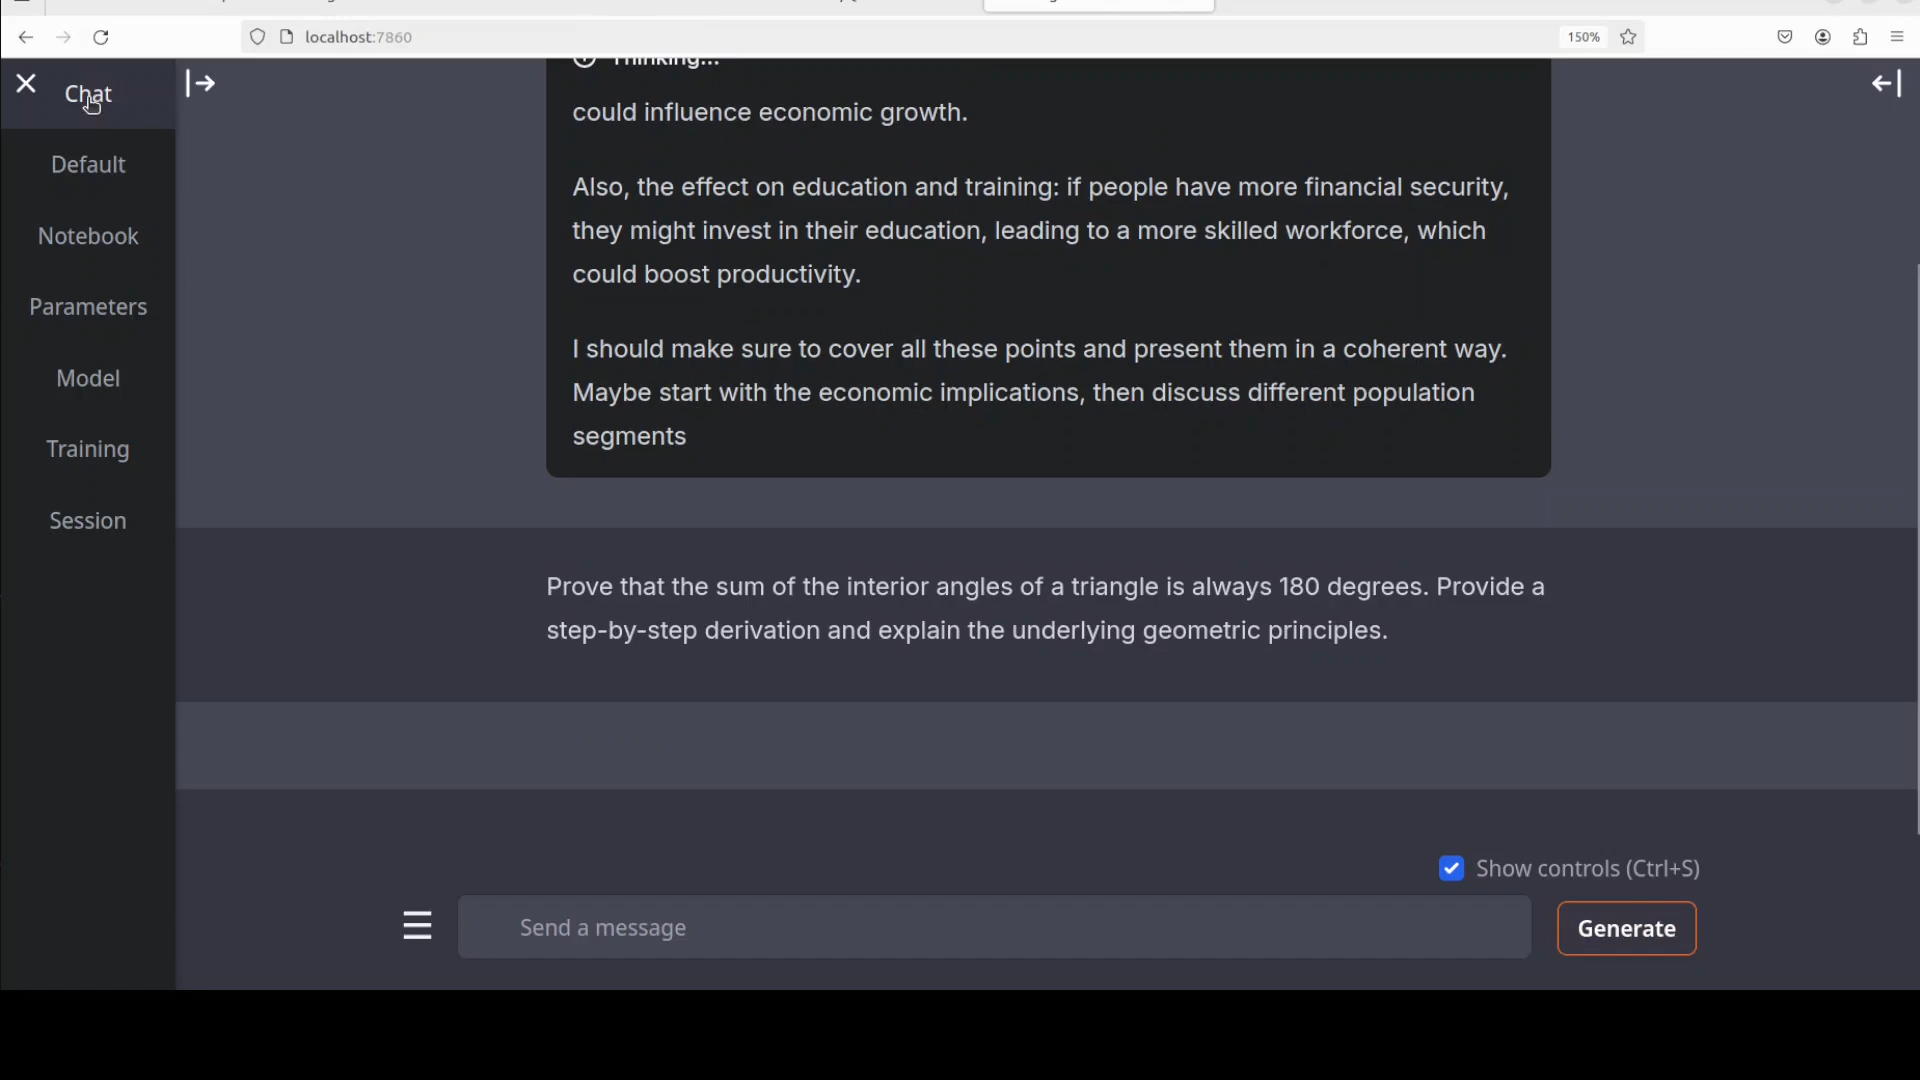 localhost:7860
150%
Chat
Default
Notebook
Parameters
Model
Training
Session
Thinking...
could influence economic growth.
Also, the effect on education and training: if people have more financial security,
they might invest in their education, leading to a more skilled workforce, which
could boost productivity.
I should make sure to cover all these points and present them in a coherent way.
Maybe start with the economic implications, then discuss different population
segments
Prove that the sum of the interior angles of a triangle is always 180 degrees. Provide a
step-by-step derivation and explain the underlying geometric principles.
Show controls (Ctrl+S)
Send a message
Generate